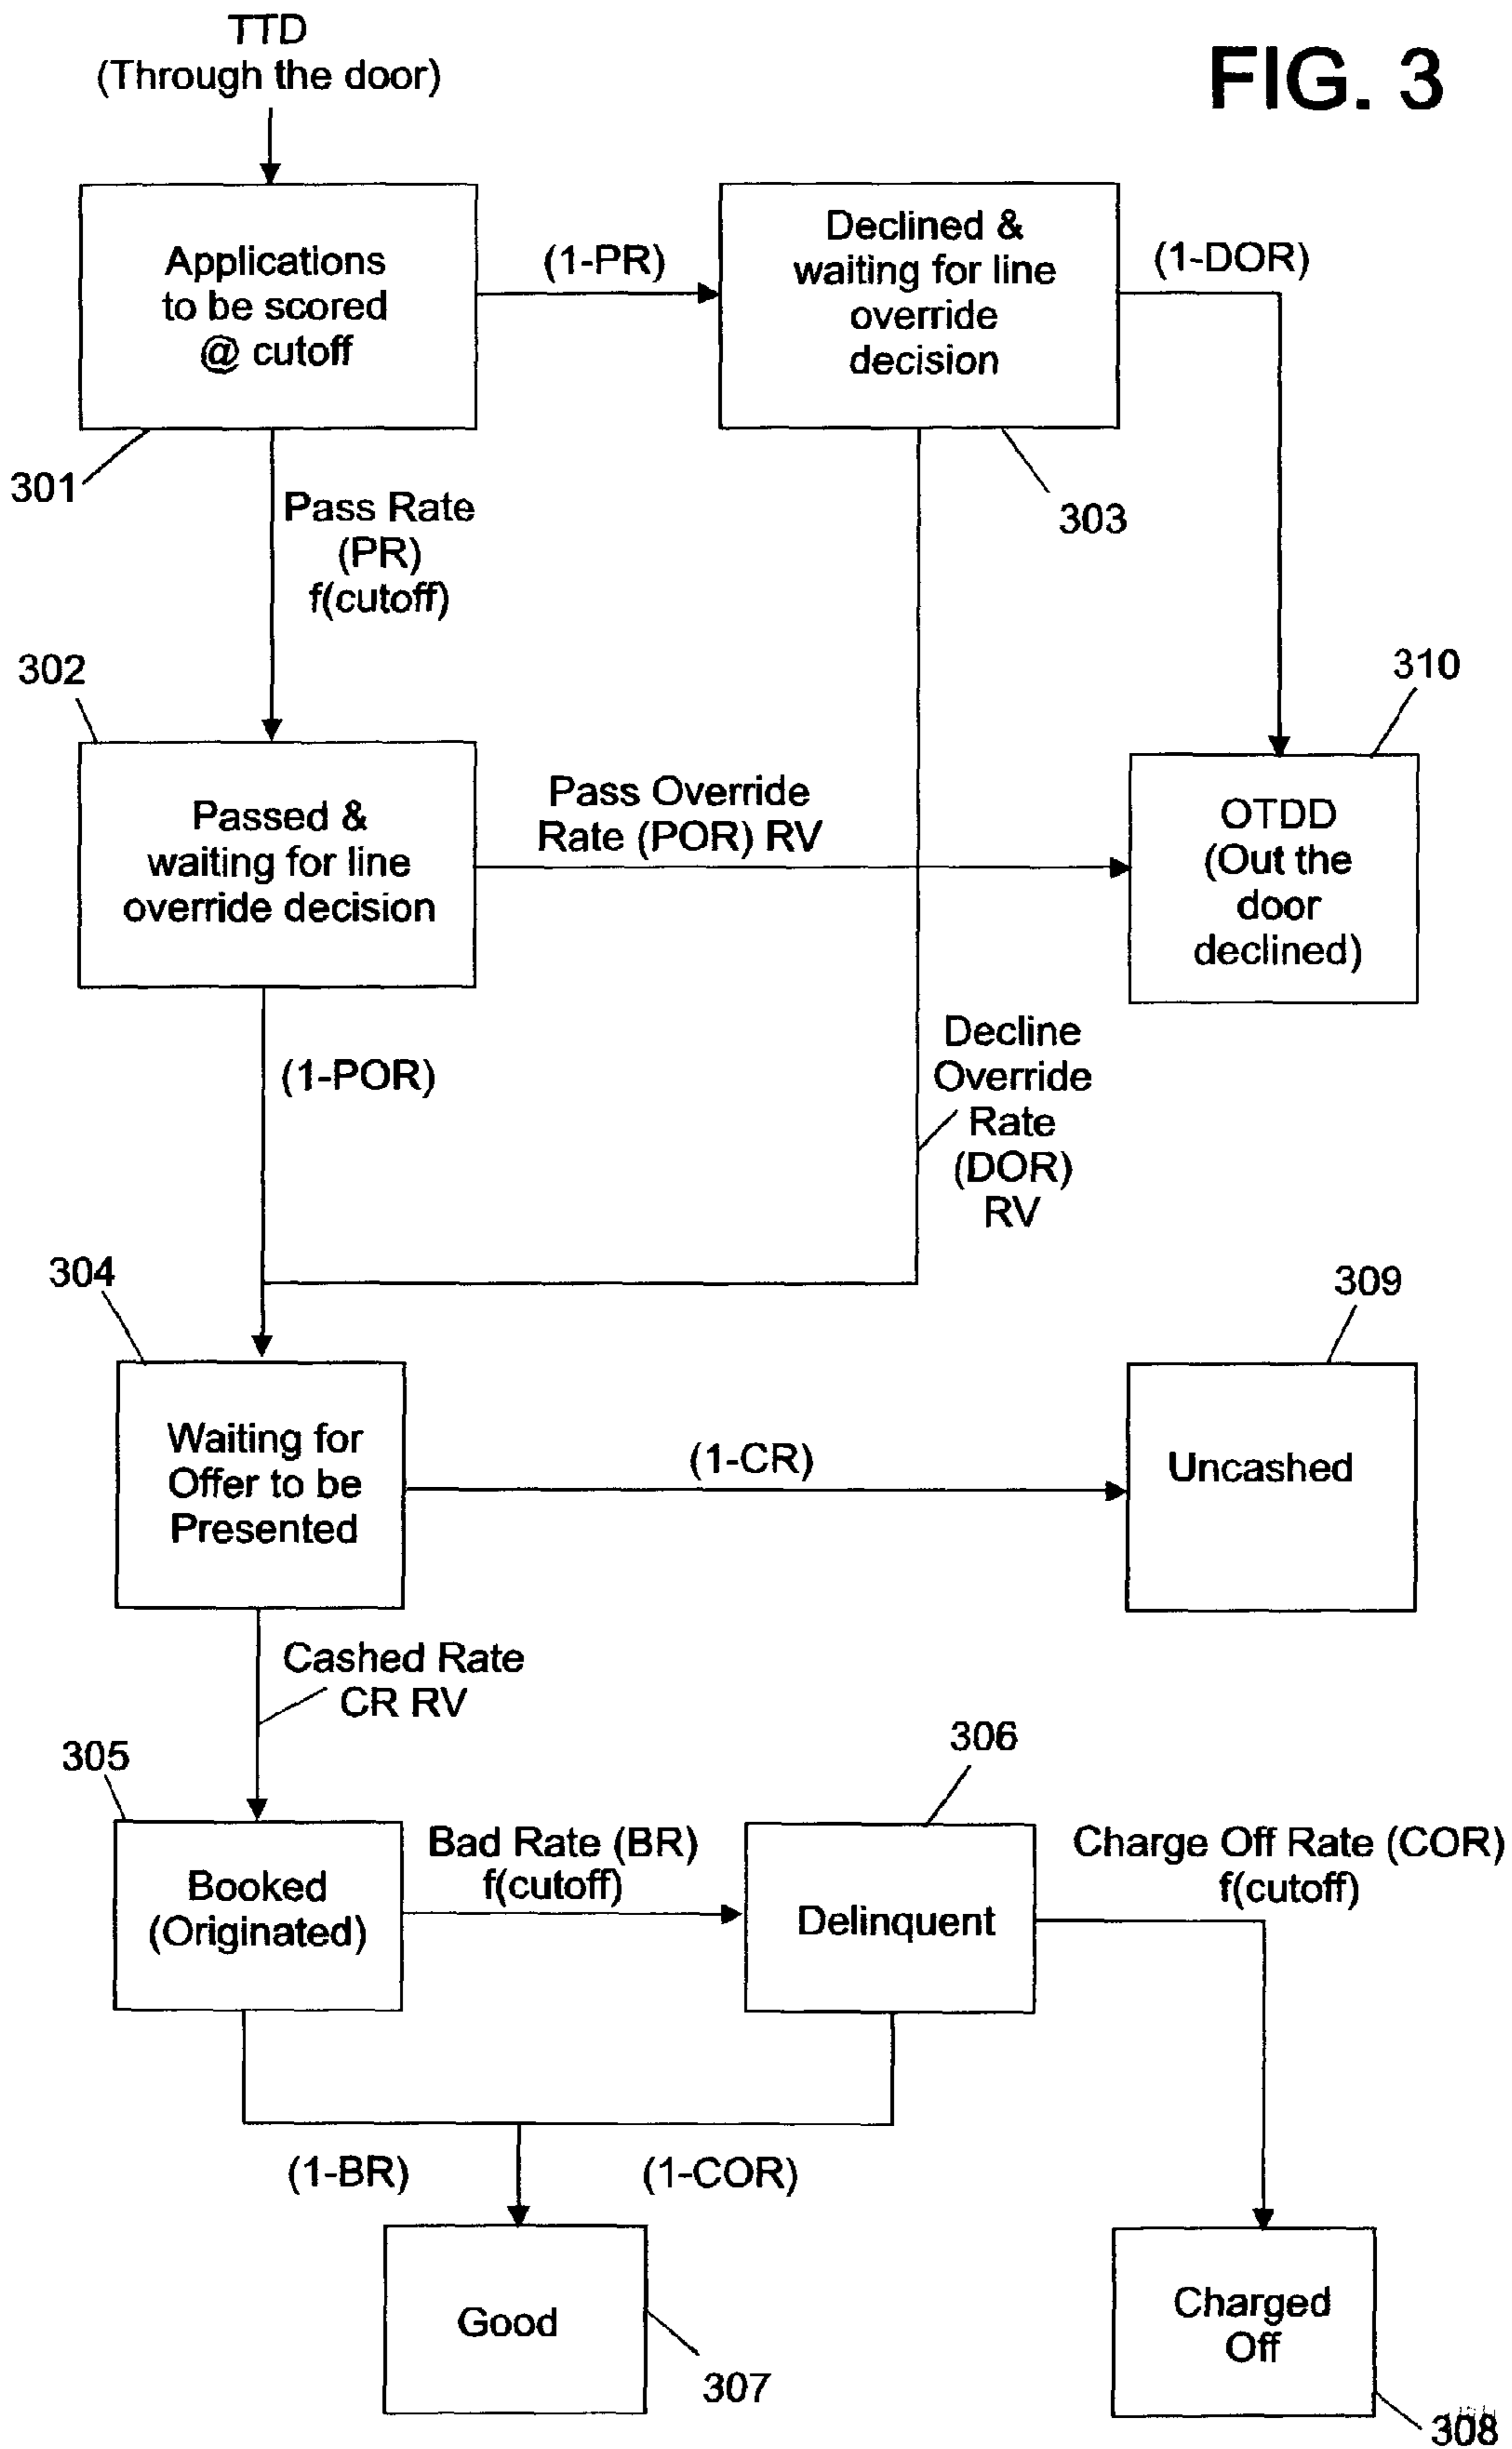 TTD
(Through the door)
FIG. 3
Applications
to be scored
@ cutoff
(1-PR)
Declined &
waiting for line
override
decision
(1-DOR)
301
303
Pass Rate
(PR)
f(cutoff)
302
310
Passed &
waiting for line
override decision
Pass Override
Rate (POR) RV
OTDD
(Out the
door
declined)
(1-POR)
Decline
Override
Rate
(DOR)
RV
304
309
Waiting for
Offer to be
Presented
(1-CR)
Uncashed
Cashed Rate
CR RV
305
306
Booked
(Originated)
Bad Rate (BR)
f(cutoff)
Delinquent
Charge Off Rate (COR)
f(cutoff)
(1-BR)
(1-COR)
Good
307
Charged
Off
308